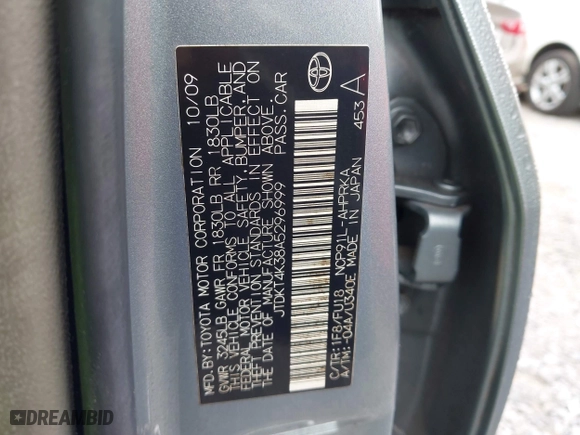 MFD. BY: TOYOTA MOTOR CORPORATION 10/09
GVWR 3245LB GAWR FR 1830LB RR 1830LB
THIS VEHICLE CONFORMS TO ALL APPLICABLE
FEDERAL MOTOR VEHICLE SAFETY, BUMPER, AND
THEFT PREVENTION STANDARDS IN EFFECT ON
THE DATE OF MANUFACTURE SHOWN ABOVE.
JTDKT4K38A5296999 PASS. CAR
C/TR: 1F8/FU18 NCP91L-AHPRKA 453 A
A/TM: -04A/U340E MADE IN JAPAN
DREAMBID